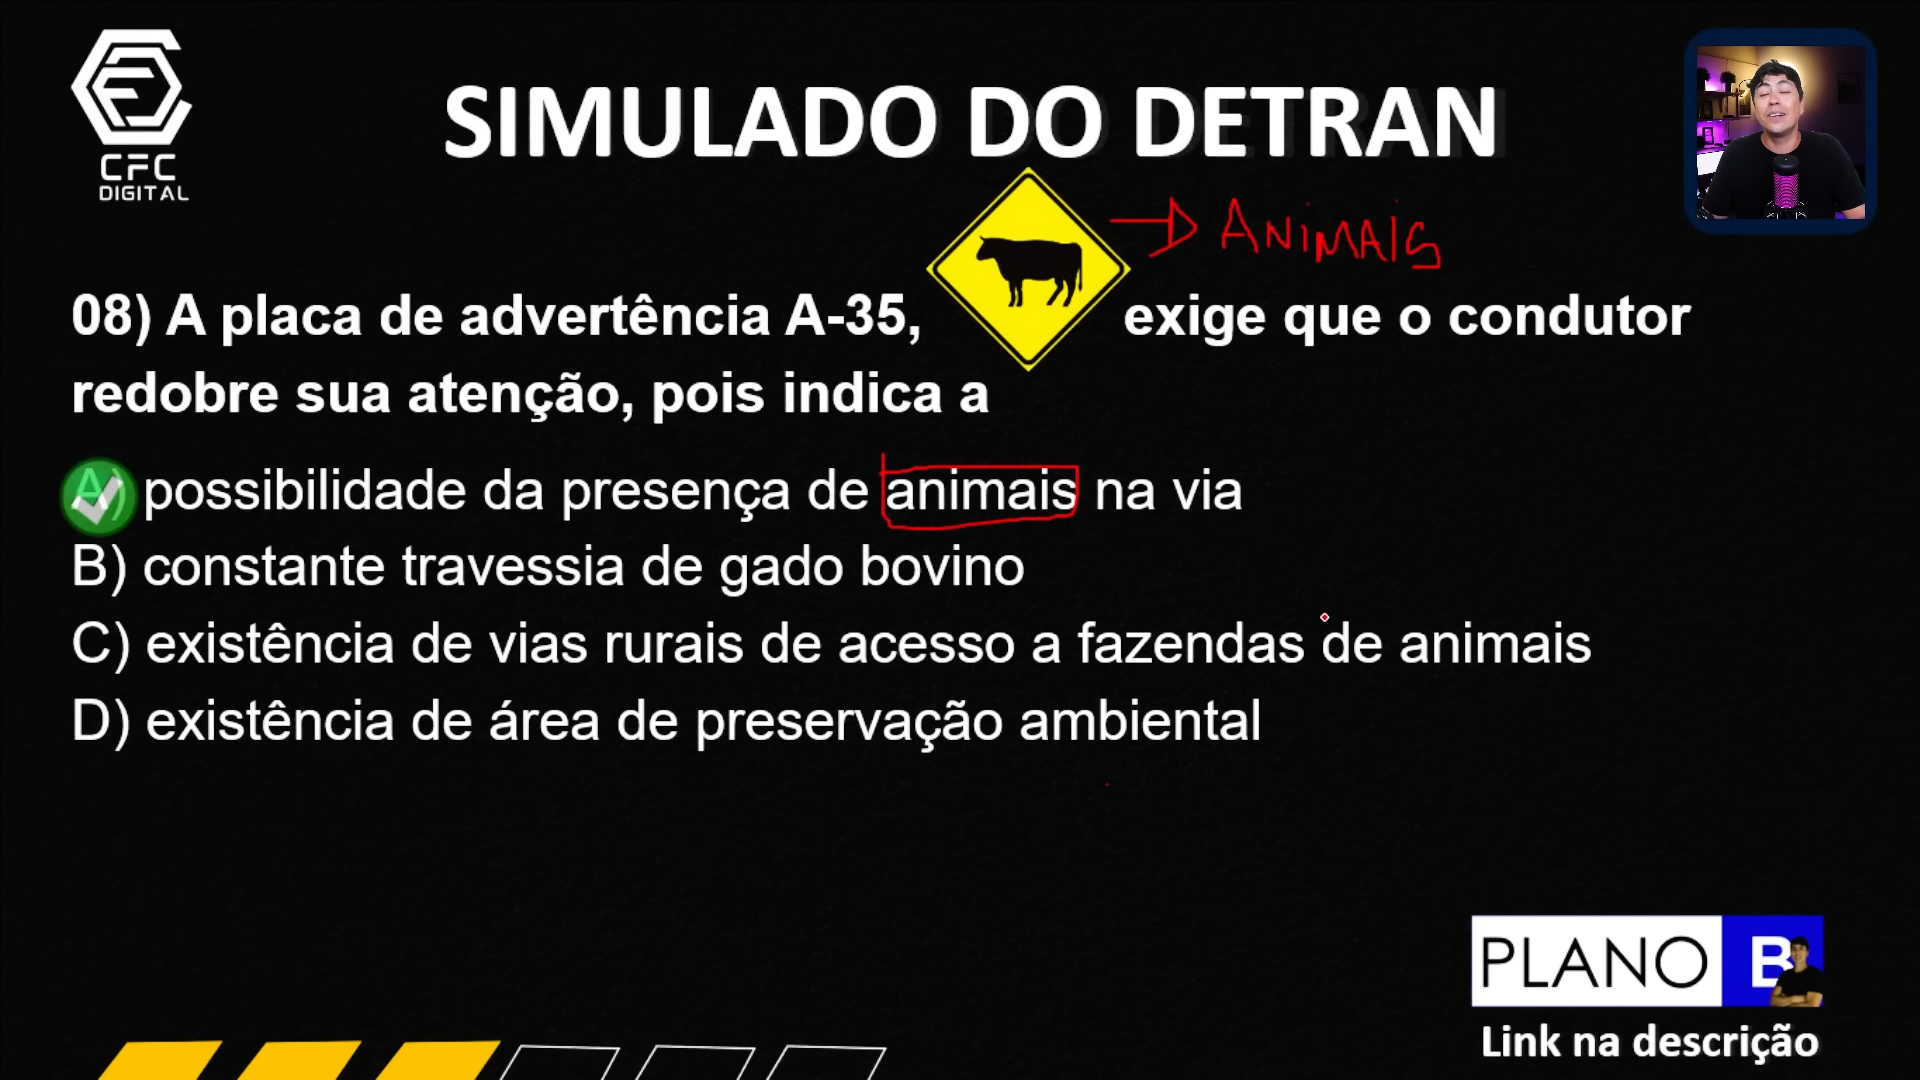 CFC
DIGITAL
SIMULADO DO DETRAN
ANIMAIS
08) A placa de advertência A-35, exige que o condutor
redobre sua atenção, pois indica a
A) possibilidade da presença de animais na via
B) constante travessia de gado bovino
C) existência de vias rurais de acesso a fazendas de animais
D) existência de área de preservação ambiental
PLANO B
Link na descrição